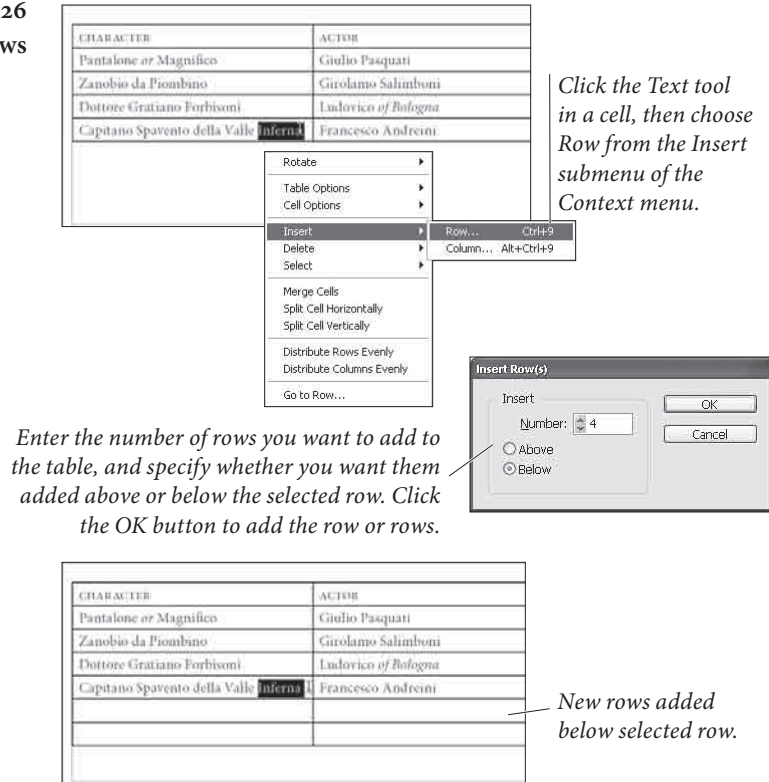 26
ws
CHARACTER ACTOR
Pantalone or Magnifico Giulio Pasquati
Zanobio da Piombino Girolamo Salimboni
Dottore Gratiano Forbisoni Ludovico of Bologna
Capitano Spavento della Valle Inferna Francesco Andreini
Click the Text tool
in a cell, then choose
Row from the Insert
submenu of the
Context menu.
Rotate
Table Options
Cell Options
Insert
Row... Ctrl+9
Delete
Column... Alt+Ctrl+9
Select
Merge Cells
Split Cell Horizontally
Split Cell Vertically
Distribute Rows Evenly
Distribute Columns Evenly
Go to Row...
Insert Row(s)
Insert
Number: 4
Above
Below
OK
Cancel
Enter the number of rows you want to add to
the table, and specify whether you want them
added above or below the selected row. Click
the OK button to add the row or rows.
CHARACTER ACTOR
Pantalone or Magnifico Giulio Pasquati
Zanobio da Piombino Girolamo Salimboni
Dottore Gratiano Forbisoni Ludovico of Bologna
Capitano Spavento della Valle Inferna Francesco Andreini
New rows added
below selected row.